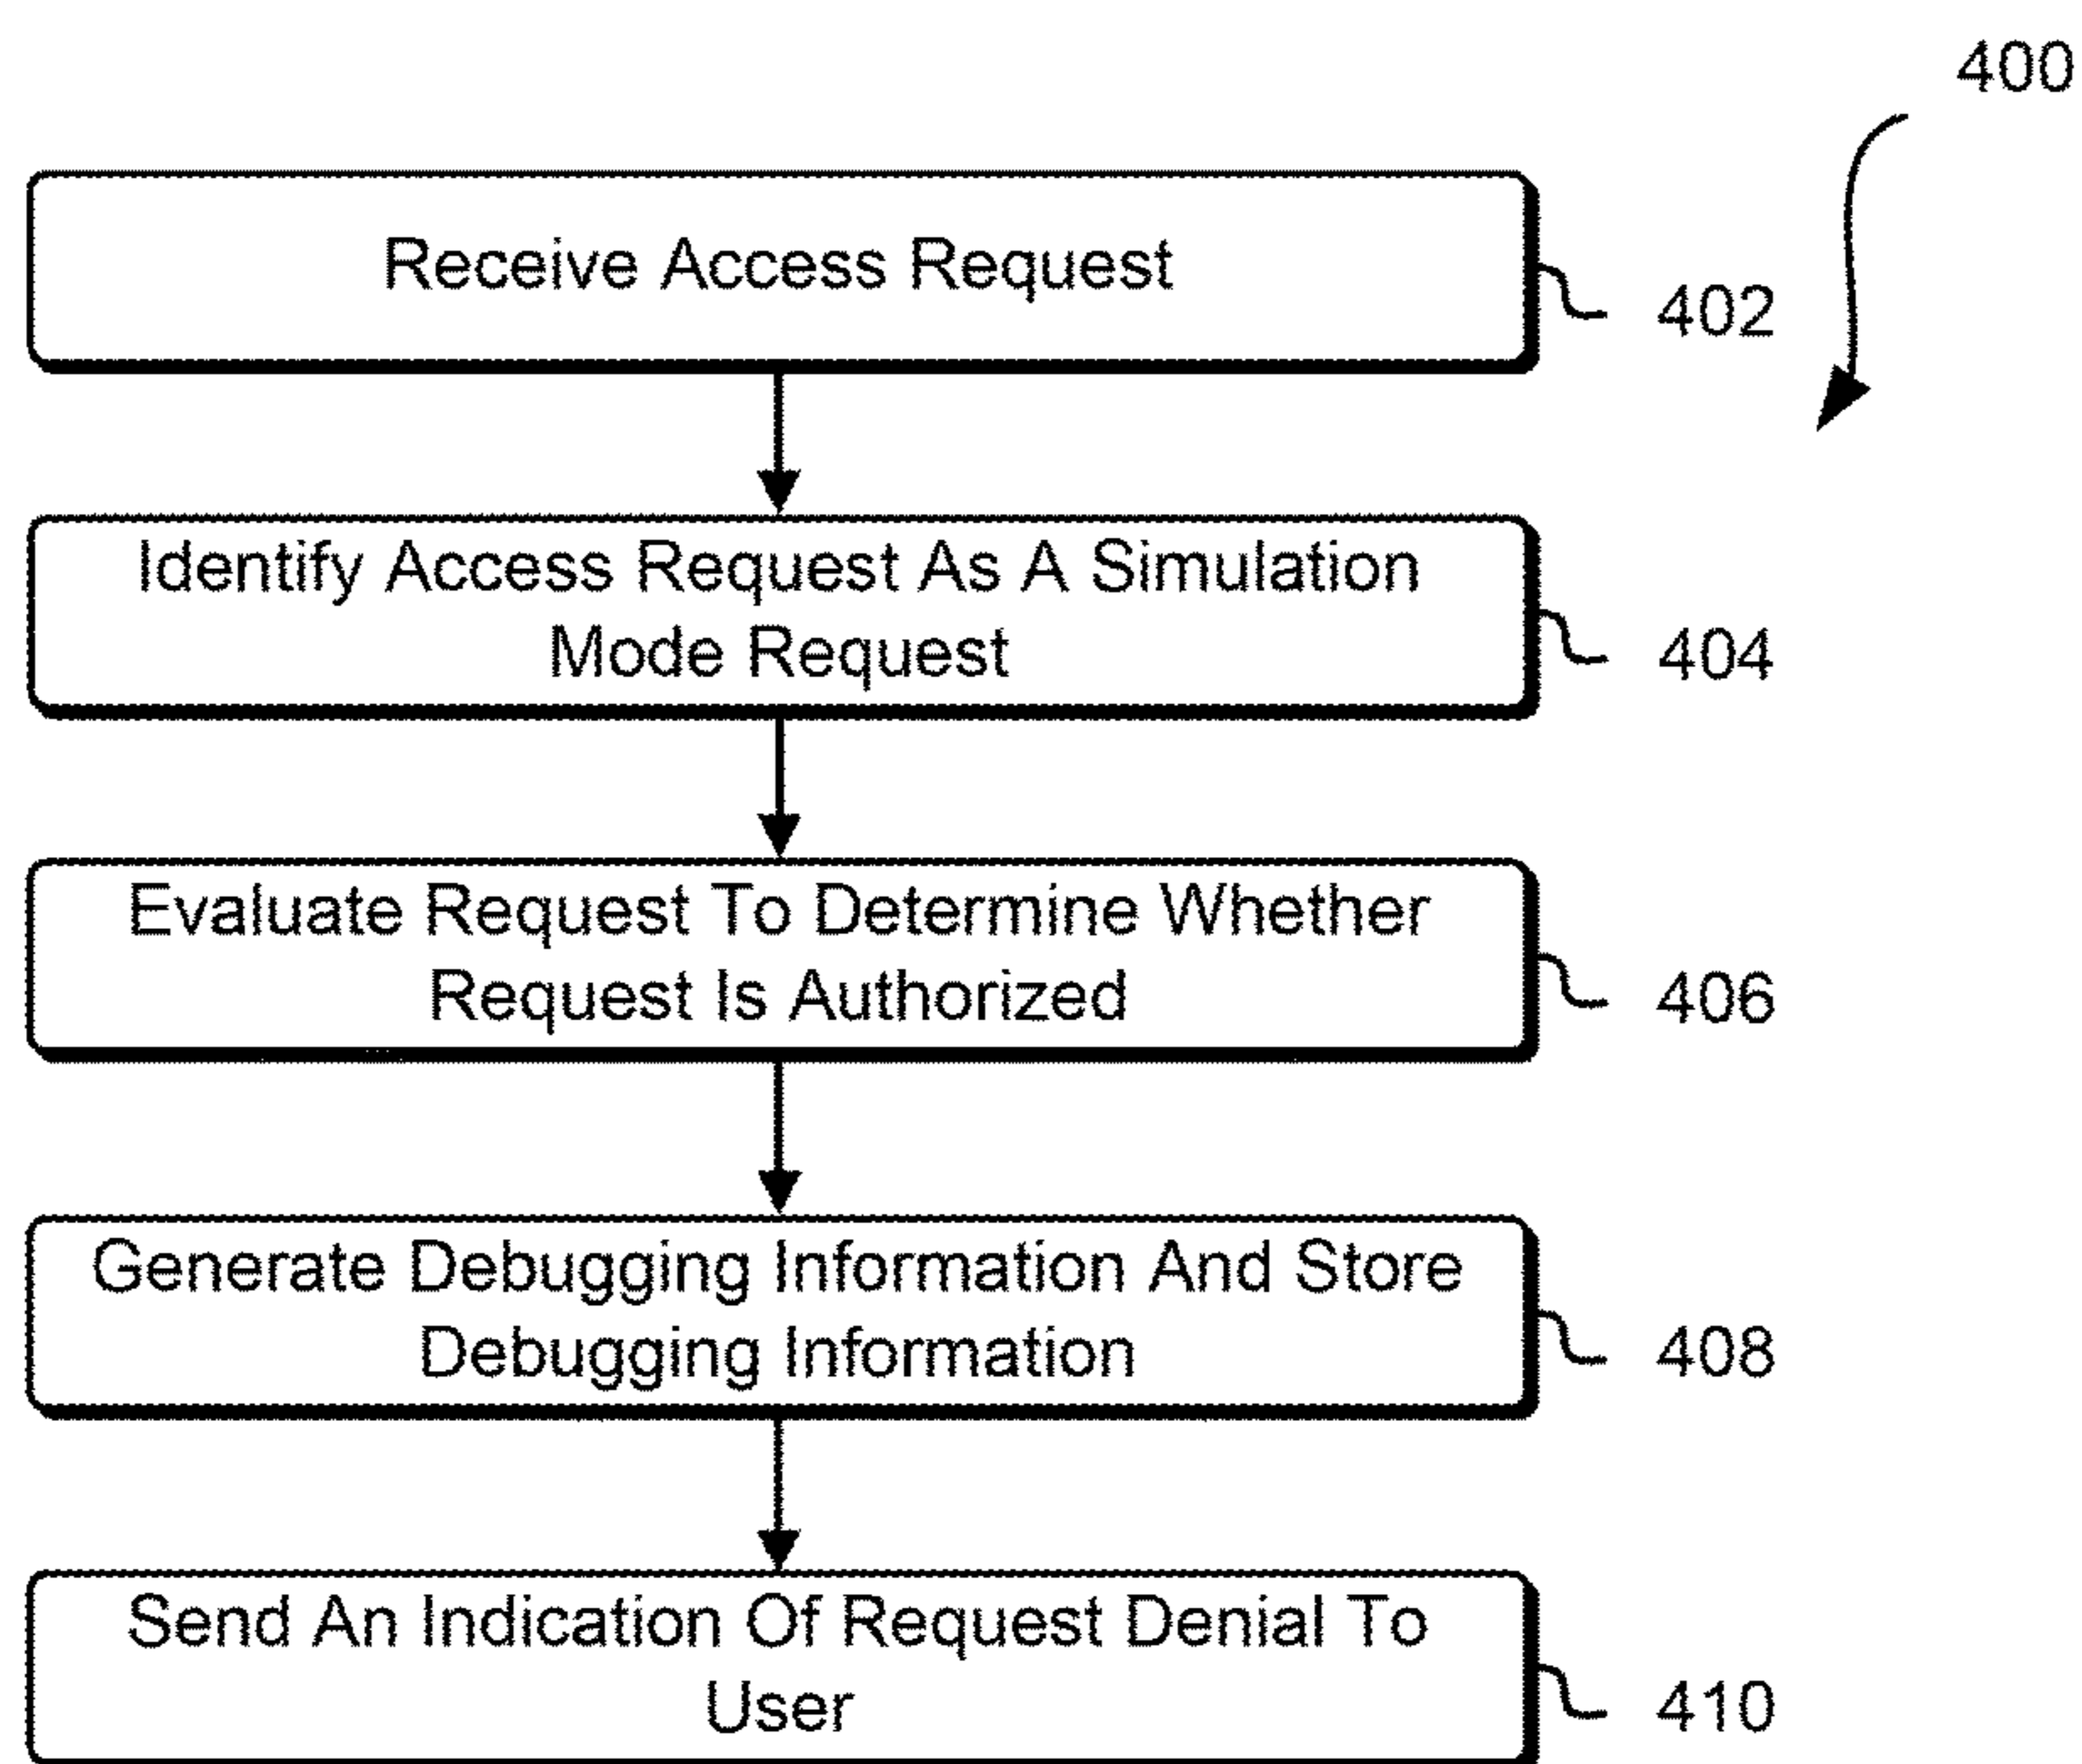 400
Receive Access Request
402
Identify Access Request As A Simulation
Mode Request
404
Evaluate Request To Determine Whether
Request Is Authorized
406
Generate Debugging Information And Store
Debugging Information
408
Send An Indication Of Request Denial To
User
410